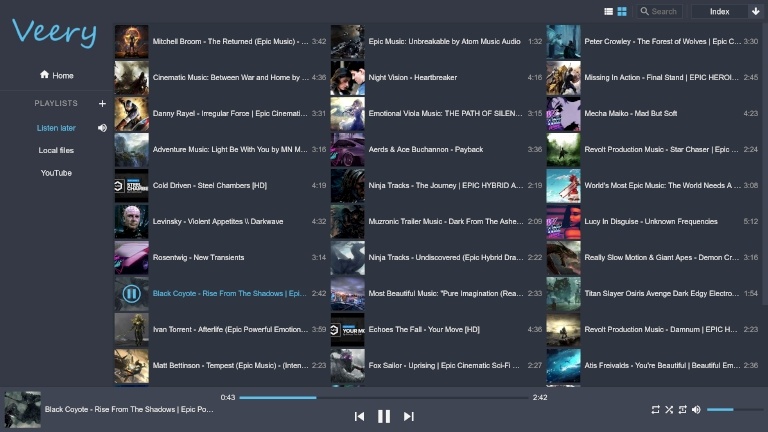 Veery
Search
Index
Home
PLAYLISTS
Listen later
Local files
YouTube
Mitchell Broom - The Returned (Epic Music) - ... 3:42
Cinematic Music: Between War and Home by ... 4:36
Danny Rayel - Irregular Force | Epic Cinemati... 3:31
Adventure Music: Light Be With You by MN M... 3:16
Cold Driven - Steel Chambers [HD] 4:19
Levinsky - Violent Appetites \\ Darkwave 4:32
Rosentwig - New Transients 3:14
Black Coyote - Rise From The Shadows | Epi... 2:42
Ivan Torrent - Afterlife (Epic Powerful Emotion... 3:59
Matt Bettinson - Tempest (Epic Music) - (Inten... 2:23
Epic Music: Unbreakable by Atom Music Audio 1:32
Night Vision - Heartbreaker 4:16
Emotional Viola Music: THE PATH OF SILEN... 3:15
Aerds & Ace Buchannon - Payback 3:36
Ninja Tracks - The Journey | EPIC HYBRID A... 2:19
Muzronic Trailer Music - Dark From The Ashe... 2:09
Ninja Tracks - Undiscovered (Epic Hybrid Dra... 2:22
Most Beautiful Music: "Pure Imagination (Rea... 2:33
Echoes The Fall - Your Move [HD] 4:36
Fox Sailor - Uprising | Epic Cinematic Sci-Fi ... 2:27
Peter Crowley - The Forest of Wolves | Epic C... 3:30
Missing In Action - Final Stand | EPIC HEROI... 2:45
Mecha Maiko - Mad But Soft 4:23
Revolt Production Music - Star Chaser | Epic ... 2:24
World's Most Epic Music: The World Needs A ... 3:08
Lucy In Disguise - Unknown Frequencies 5:12
Really Slow Motion & Giant Apes - Demon Cr... 3:16
Titan Slayer Osiris Avenge Dark Edgy Electro... 1:54
Revolt Production Music - Damnum | EPIC H... 2:23
Atis Freivalds - You're Beautiful | Beautiful Em... 2:36
Black Coyote - Rise From The Shadows | Epic Po...
0:43
2:42